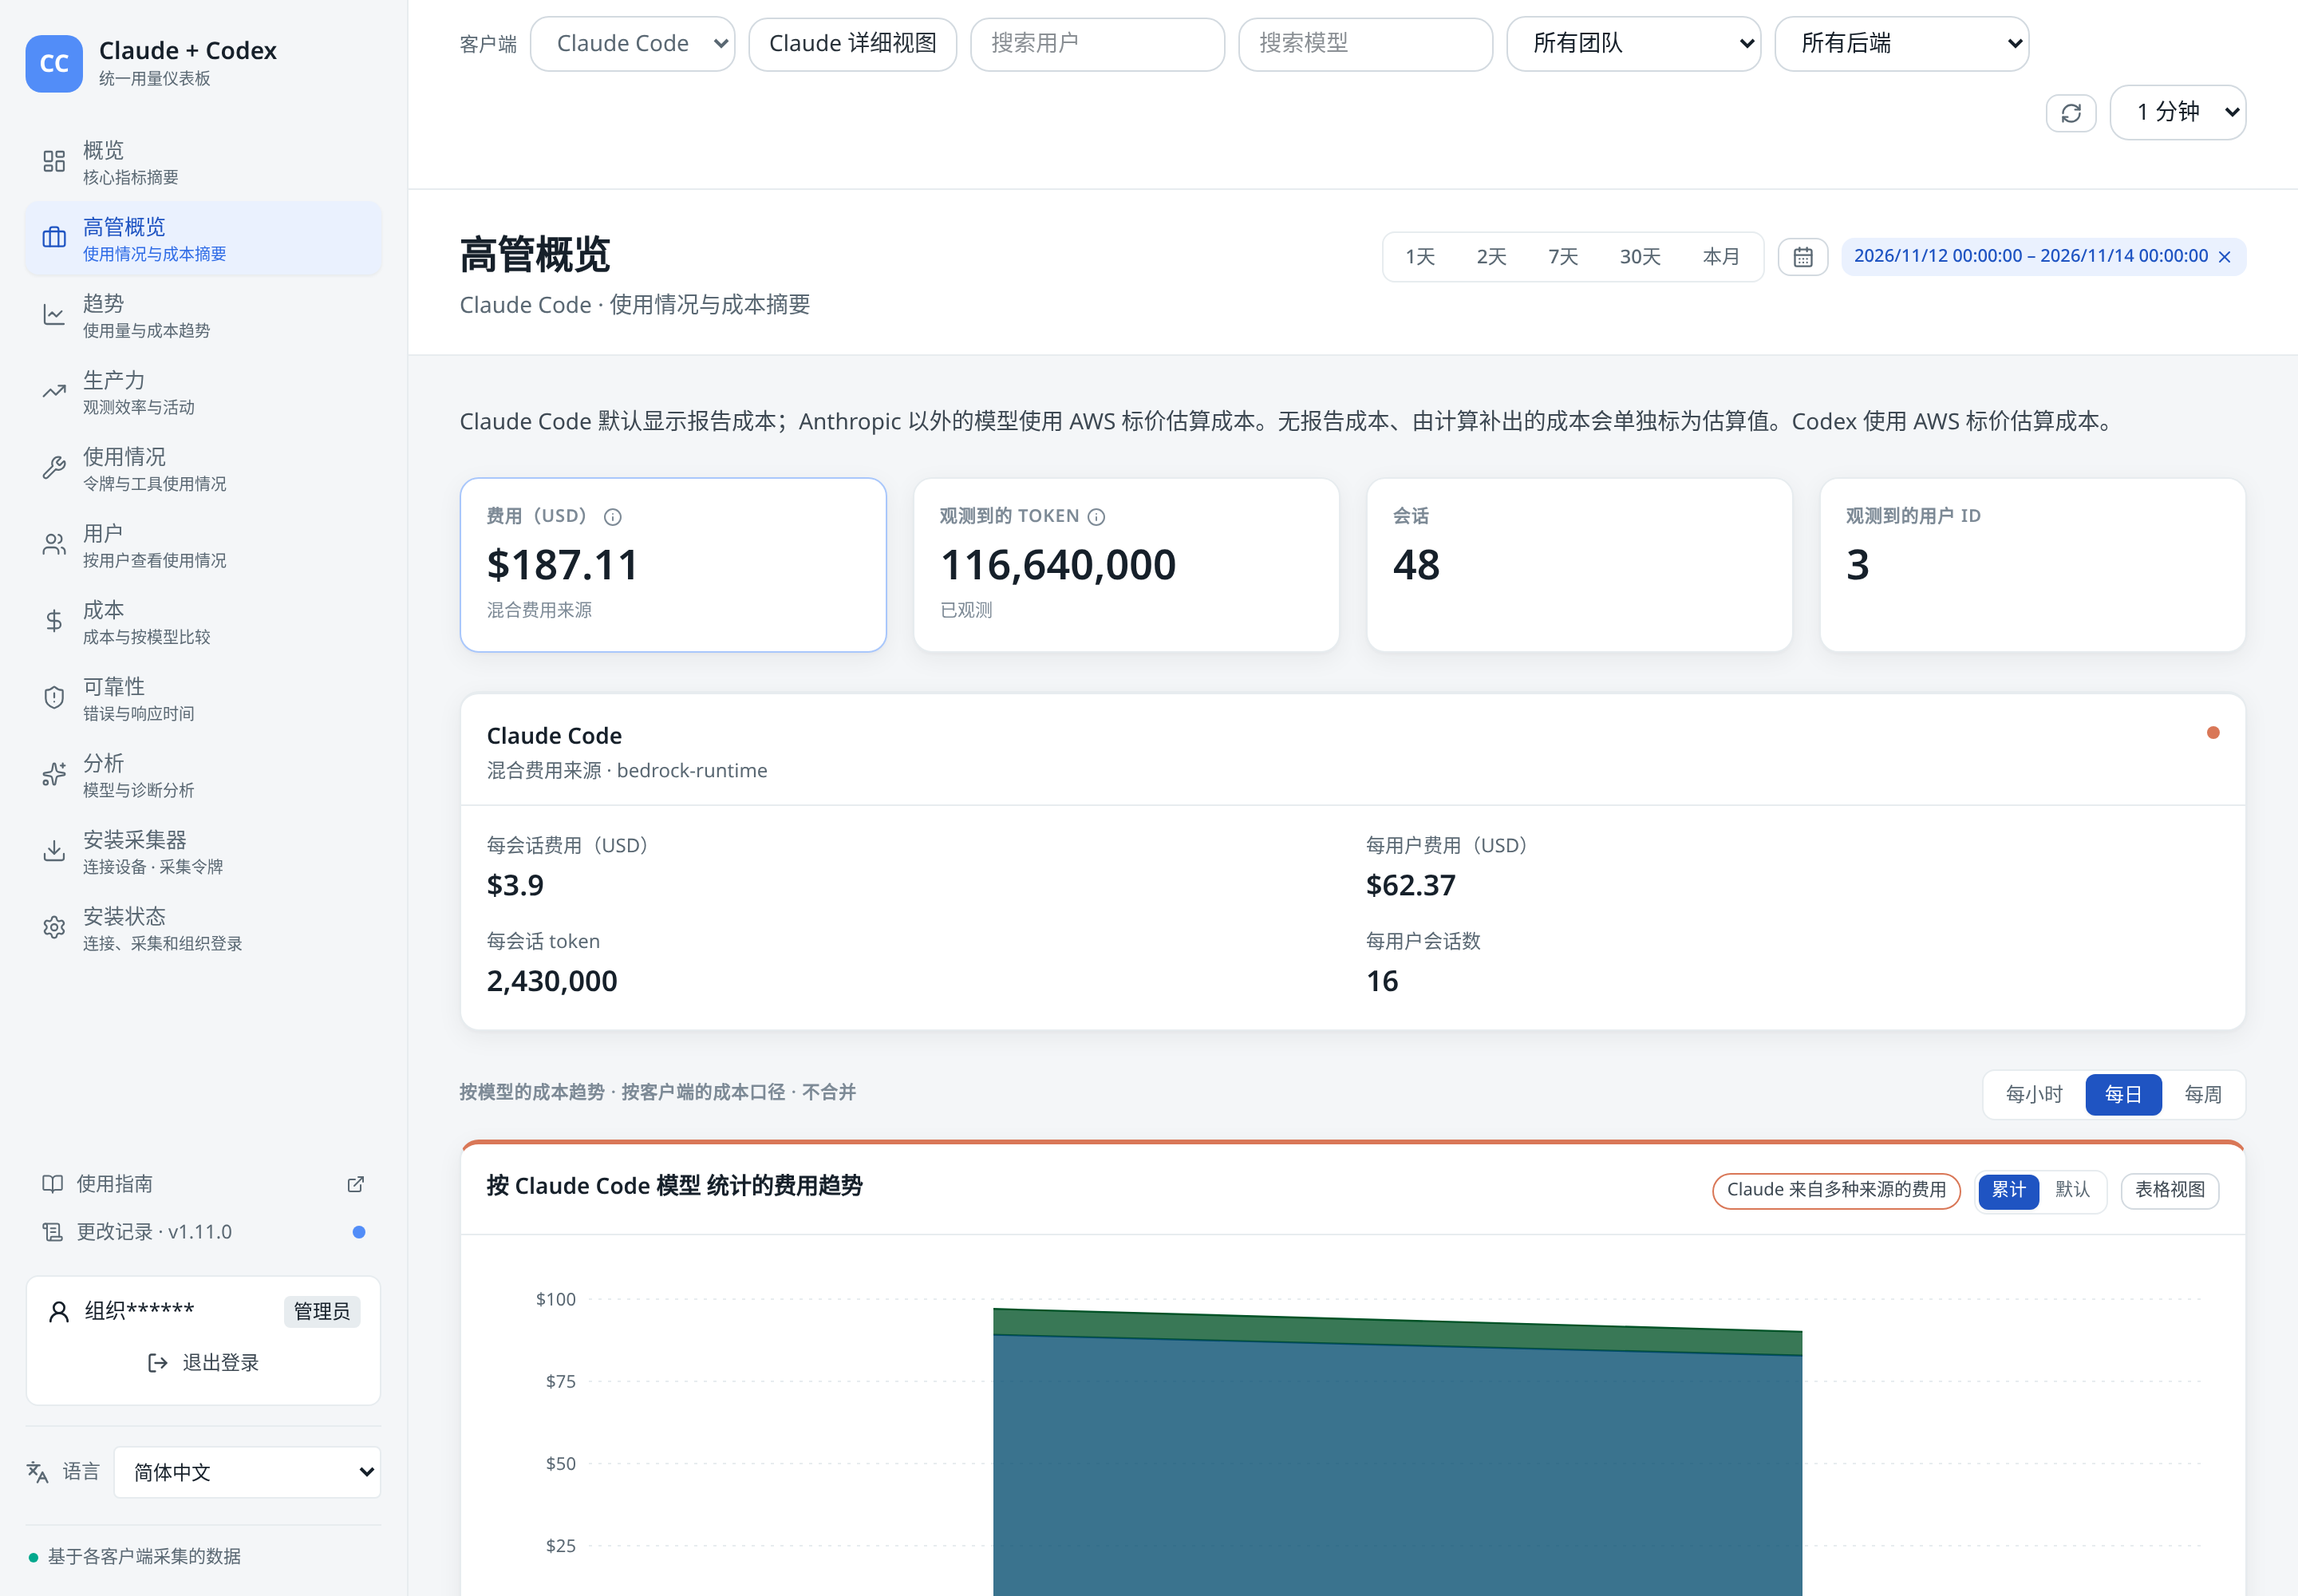 CC
Claude + Codex
统一用量仪表板
概览
核心指标摘要
高管概览
使用情况与成本摘要
趋势
使用量与成本趋势
生产力
观测效率与活动
使用情况
令牌与工具使用情况
用户
按用户查看使用情况
成本
成本与按模型比较
可靠性
错误与响应时间
分析
模型与诊断分析
安装采集器
连接设备 · 采集令牌
安装状态
连接、采集和组织登录
使用指南
更改记录 · v1.11.0
组织******
管理员
退出登录
语言
简体中文
基于各客户端采集的数据
客户端
Claude Code
Claude 详细视图
搜索用户
搜索模型
所有团队
所有后端
1 分钟
高管概览
Claude Code · 使用情况与成本摘要
1天
2天
7天
30天
本月
2026/11/12 00:00:00 – 2026/11/14 00:00:00
Claude Code 默认显示报告成本；Anthropic 以外的模型使用 AWS 标价估算成本。无报告成本、由计算补出的成本会单独标为估算值。Codex 使用 AWS 标价估算成本。
费用（USD）
$187.11
混合费用来源
观测到的 TOKEN
116,640,000
已观测
会话
48
观测到的用户 ID
3
Claude Code
混合费用来源 · bedrock-runtime
每会话费用（USD）
$3.9
每用户费用（USD）
$62.37
每会话 token
2,430,000
每用户会话数
16
按模型的成本趋势 · 按客户端的成本口径 · 不合并
每小时
每日
每周
按 Claude Code 模型 统计的费用趋势
Claude 来自多种来源的费用
累计
默认
表格视图
$100
$75
$50
$25